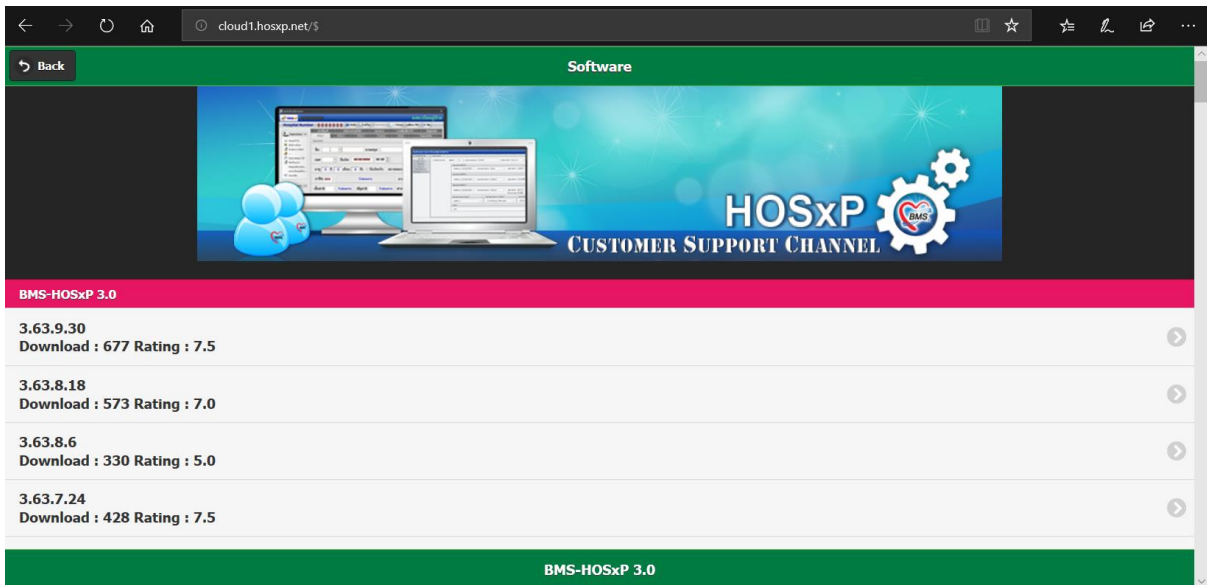 cloud1.hosxp.net/$
Back
Software
HOSxP
BMS
CUSTOMER SUPPORT CHANNEL
BMS-HOSxP 3.0
3.63.9.30
Download : 677 Rating : 7.5
3.63.8.18
Download : 573 Rating : 7.0
3.63.8.6
Download : 330 Rating : 5.0
3.63.7.24
Download : 428 Rating : 7.5
BMS-HOSxP 3.0